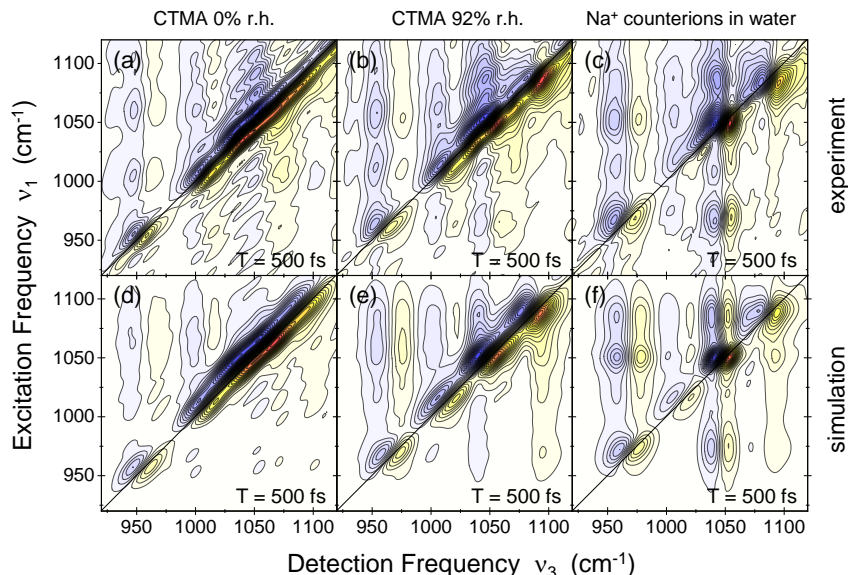 CTMA 0% r.h. CTMA 92% r.h. Na⁺ counterions in water
1100 (a) (b) (c)
1050
1000
950
T = 500 fs T = 500 fs T = 500 fs
experiment
1100 (d) (e) (f)
1050
1000
950
T = 500 fs T = 500 fs T = 500 fs
simulation
Excitation Frequency ν₁ (cm⁻¹)
950 1000 1050 1100 950 1000 1050 1100 950 1000 1050 1100
Detection Frequency ν₃ (cm⁻¹)